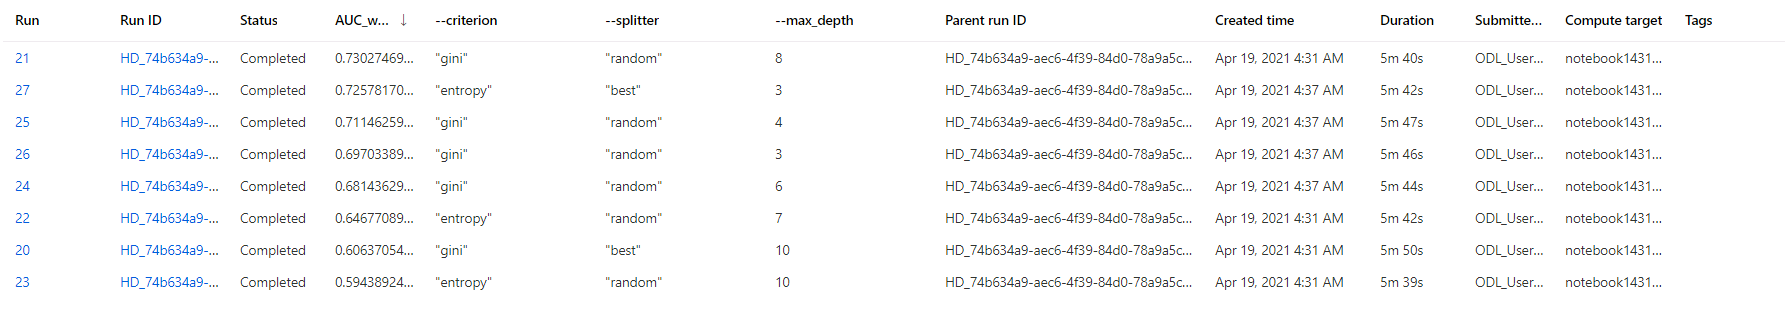 Run Run ID Status AUC_w... ↓ --criterion --splitter --max_depth Parent run ID Created time Duration Submitte... Compute target Tags
21 HD_74b634a9-... Completed 0.73027469... "gini" "random" 8 HD_74b634a9-aec6-4f39-84d0-78a9a5c... Apr 19, 2021 4:31 AM 5m 40s ODL_User... notebook1431...
27 HD_74b634a9-... Completed 0.72578170... "entropy" "best" 3 HD_74b634a9-aec6-4f39-84d0-78a9a5c... Apr 19, 2021 4:37 AM 5m 42s ODL_User... notebook1431...
25 HD_74b634a9-... Completed 0.71146259... "gini" "random" 4 HD_74b634a9-aec6-4f39-84d0-78a9a5c... Apr 19, 2021 4:37 AM 5m 47s ODL_User... notebook1431...
26 HD_74b634a9-... Completed 0.69703389... "gini" "random" 3 HD_74b634a9-aec6-4f39-84d0-78a9a5c... Apr 19, 2021 4:37 AM 5m 46s ODL_User... notebook1431...
24 HD_74b634a9-... Completed 0.68143629... "gini" "random" 6 HD_74b634a9-aec6-4f39-84d0-78a9a5c... Apr 19, 2021 4:37 AM 5m 44s ODL_User... notebook1431...
22 HD_74b634a9-... Completed 0.64677089... "entropy" "random" 7 HD_74b634a9-aec6-4f39-84d0-78a9a5c... Apr 19, 2021 4:31 AM 5m 42s ODL_User... notebook1431...
20 HD_74b634a9-... Completed 0.60637054... "gini" "best" 10 HD_74b634a9-aec6-4f39-84d0-78a9a5c... Apr 19, 2021 4:31 AM 5m 50s ODL_User... notebook1431...
23 HD_74b634a9-... Completed 0.59438924... "entropy" "random" 10 HD_74b634a9-aec6-4f39-84d0-78a9a5c... Apr 19, 2021 4:31 AM 5m 39s ODL_User... notebook1431...